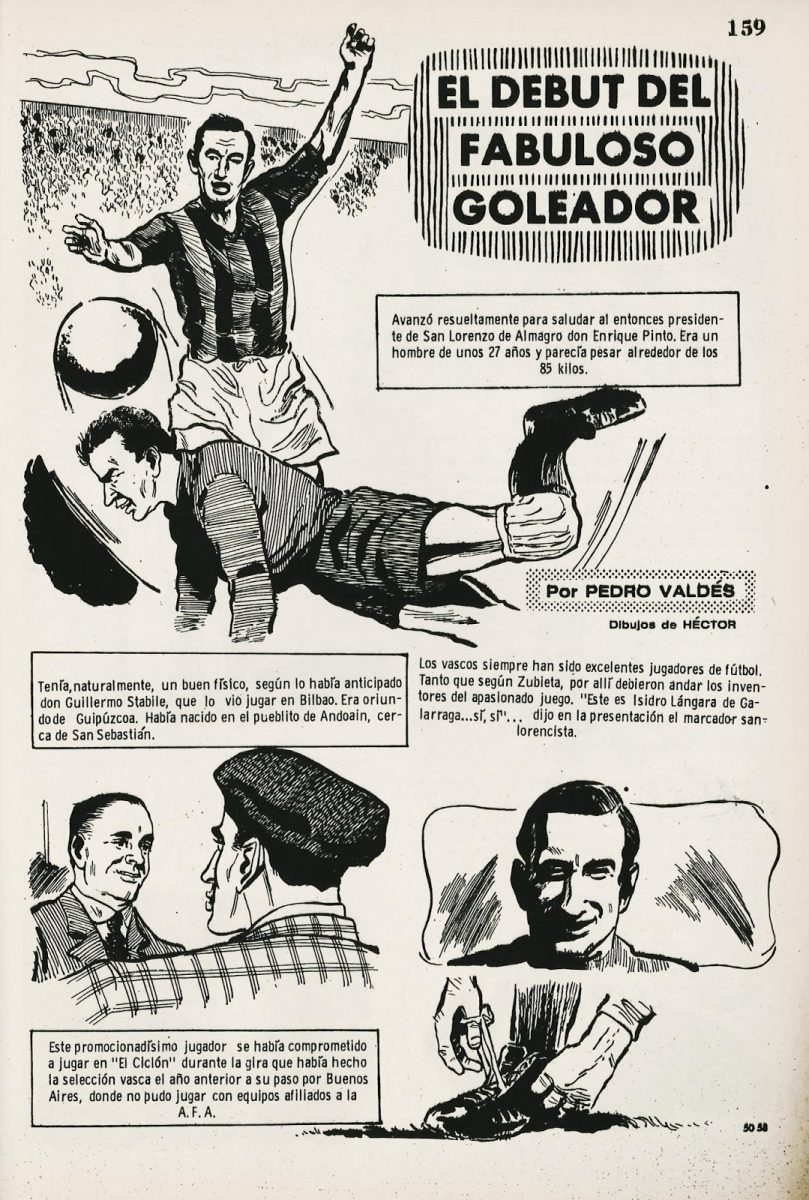 159
EL DEBUT DEL
FABULOSO
GOLEADOR
Avanzó resueltamente para saludar al entonces presiden-
te de San Lorenzo de Almagro don Enrique Pinto. Era un
hombre de unos 27 años y parecía pesar alrededor de los
85 kilos.
Por PEDRO VALDÉS
Dibujos de HÉCTOR
Tenía, naturalmente, un buen físico, según lo había anticipado
don Guillermo Stabile, que lo vió jugar en Bilbao. Era oriun-
do de Guipúzcoa. Había nacido en el pueblito de Andoain, cer-
ca de San Sebastián.
Los vascos siempre han sido excelentes jugadores de fútbol.
Tanto que según Zubieta, por allí debieron andar los inven-
tores del apasionado juego. "Este es Isidro Lángara de Ga-
larraga...sí, sí"... dijo en la presentación el marcador san-
lorencista.
Este promocionadísimo jugador se había comprometido
a jugar en "El Ciclón" durante la gira que había hecho
la selección vasca el año anterior a su paso por Buenos
Aires, donde no pudo jugar con equipos afiliados a la
A.F.A.
50 58